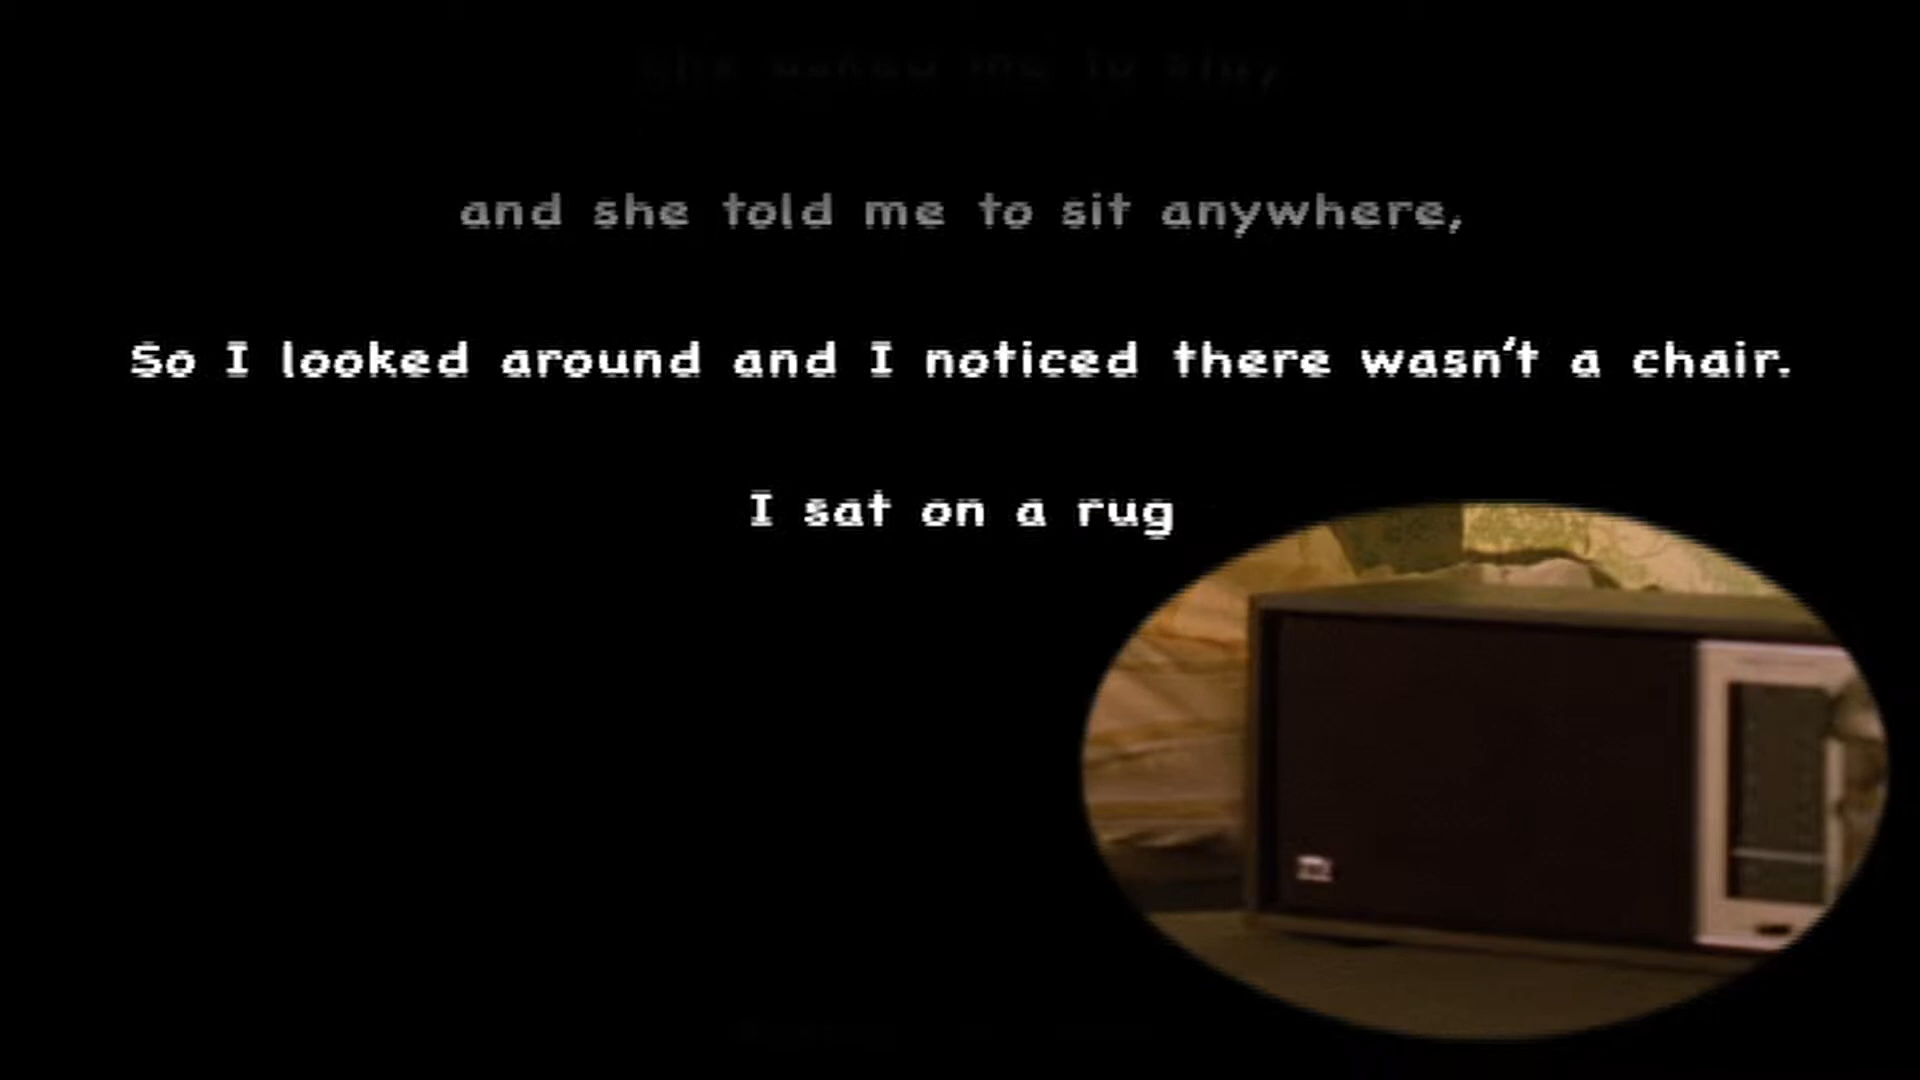 and she told me to sit anywhere,
So I looked around and I noticed there wasn't a chair.
I sat on a rug